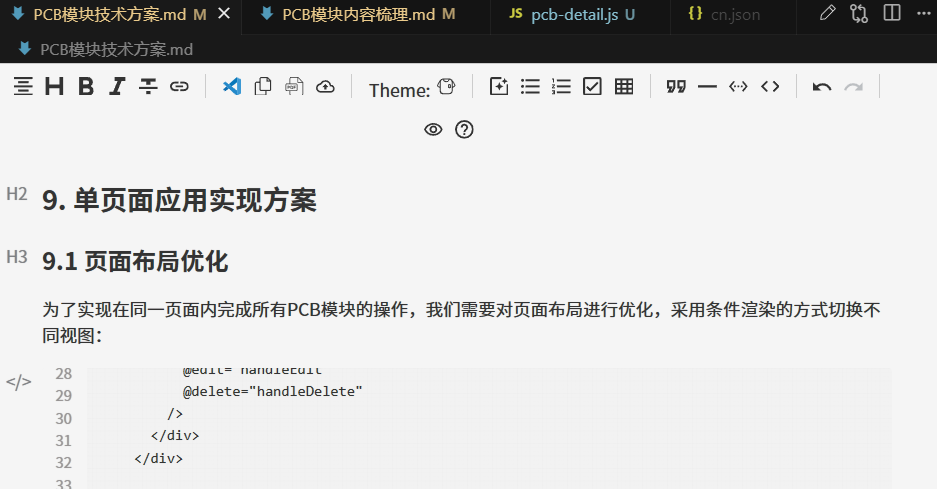 PCB模块技术方案.md M
PCB模块内容梳理.md M
JS pcb-detail.js U
{} cn.json
PCB模块技术方案.md
H B I Theme:
H2 9. 单页面应用实现方案
H3 9.1 页面布局优化
为了实现在同一页面内完成所有PCB模块的操作，我们需要对页面布局进行优化，采用条件渲染的方式切换不
同视图：
28 @edit="handleEdit"
29 @delete="handleDelete"
30 />
31 </div>
32 </div>
33